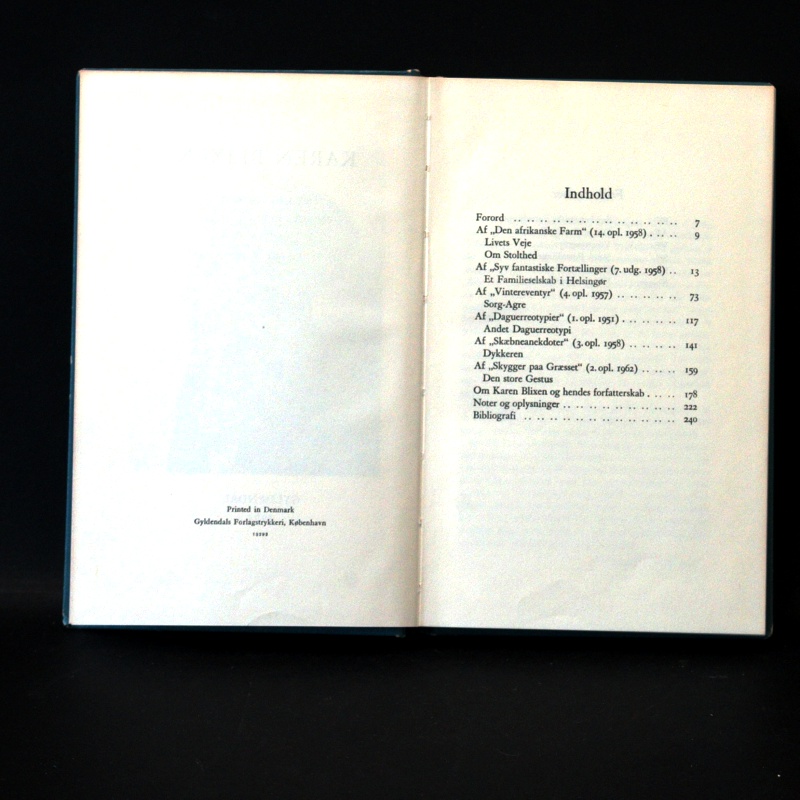 Printed in Denmark
Gyldendals Forlagstrykkeri, København
Indhold
Forord .. .. .. .. .. .. .. .. .. .. .. .. .. 7
Af „Den afrikanske Farm“ (14. opl. 1958) . .. .. 9
Livets Veje
Om Stolthed
Af „Syv fantastiske Fortællinger (7. udg. 1958) .. 13
Et Familieselskab i Helsingør
Af „Vintereventyr“ (4. opl. 1957) .. .. .. .. .. 73
Sorg-Agre
Af „Daguerreotypier“ (1. opl. 1951) . .. .. .. .. 117
Andet Daguerreotypi
Af „Skæbneanekdoter“ (3. opl. 1958) .. .. .. .. 141
Dykkeren
Af „Skygger paa Græsset“ (2. opl. 1962) .. .. .. 159
Den store Gestus
Om Karen Blixen og hendes forfatterskab . .. .. 178
Noter og oplysninger .. .. .. .. .. .. .. .. .. 222
Bibliografi .. .. .. .. .. .. .. .. .. .. .. .. 240